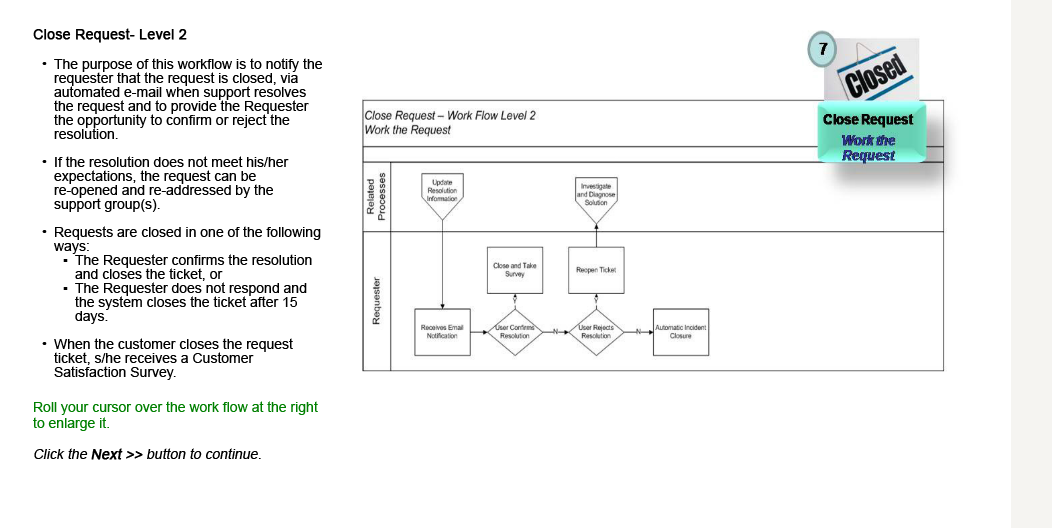 Close Request- Level 2
• The purpose of this workflow is to notify the
requester that the request is closed, via
automated e-mail when support resolves
the request and to provide the Requester
the opportunity to confirm or reject the
resolution.
• If the resolution does not meet his/her
expectations, the request can be
re-opened and re-addressed by the
support group(s).
• Requests are closed in one of the following
ways:
▪ The Requester confirms the resolution
and closes the ticket, or
▪ The Requester does not respond and
the system closes the ticket after 15
days.
• When the customer closes the request
ticket, s/he receives a Customer
Satisfaction Survey.
Roll your cursor over the work flow at the right
to enlarge it.
Click the Next >> button to continue.
7
Closed
Close Request
Work the
Request
Close Request – Work Flow Level 2
Work the Request
Related
Processes
Update
Resolution
Information
Investigate
and Diagnose
Solution
Requester
Close and Take
Survey
Reopen Ticket
Y
Y
Receives Email
Notification
User Confirms
Resolution
N
User Rejects
Resolution
N
Automatic Incident
Closure